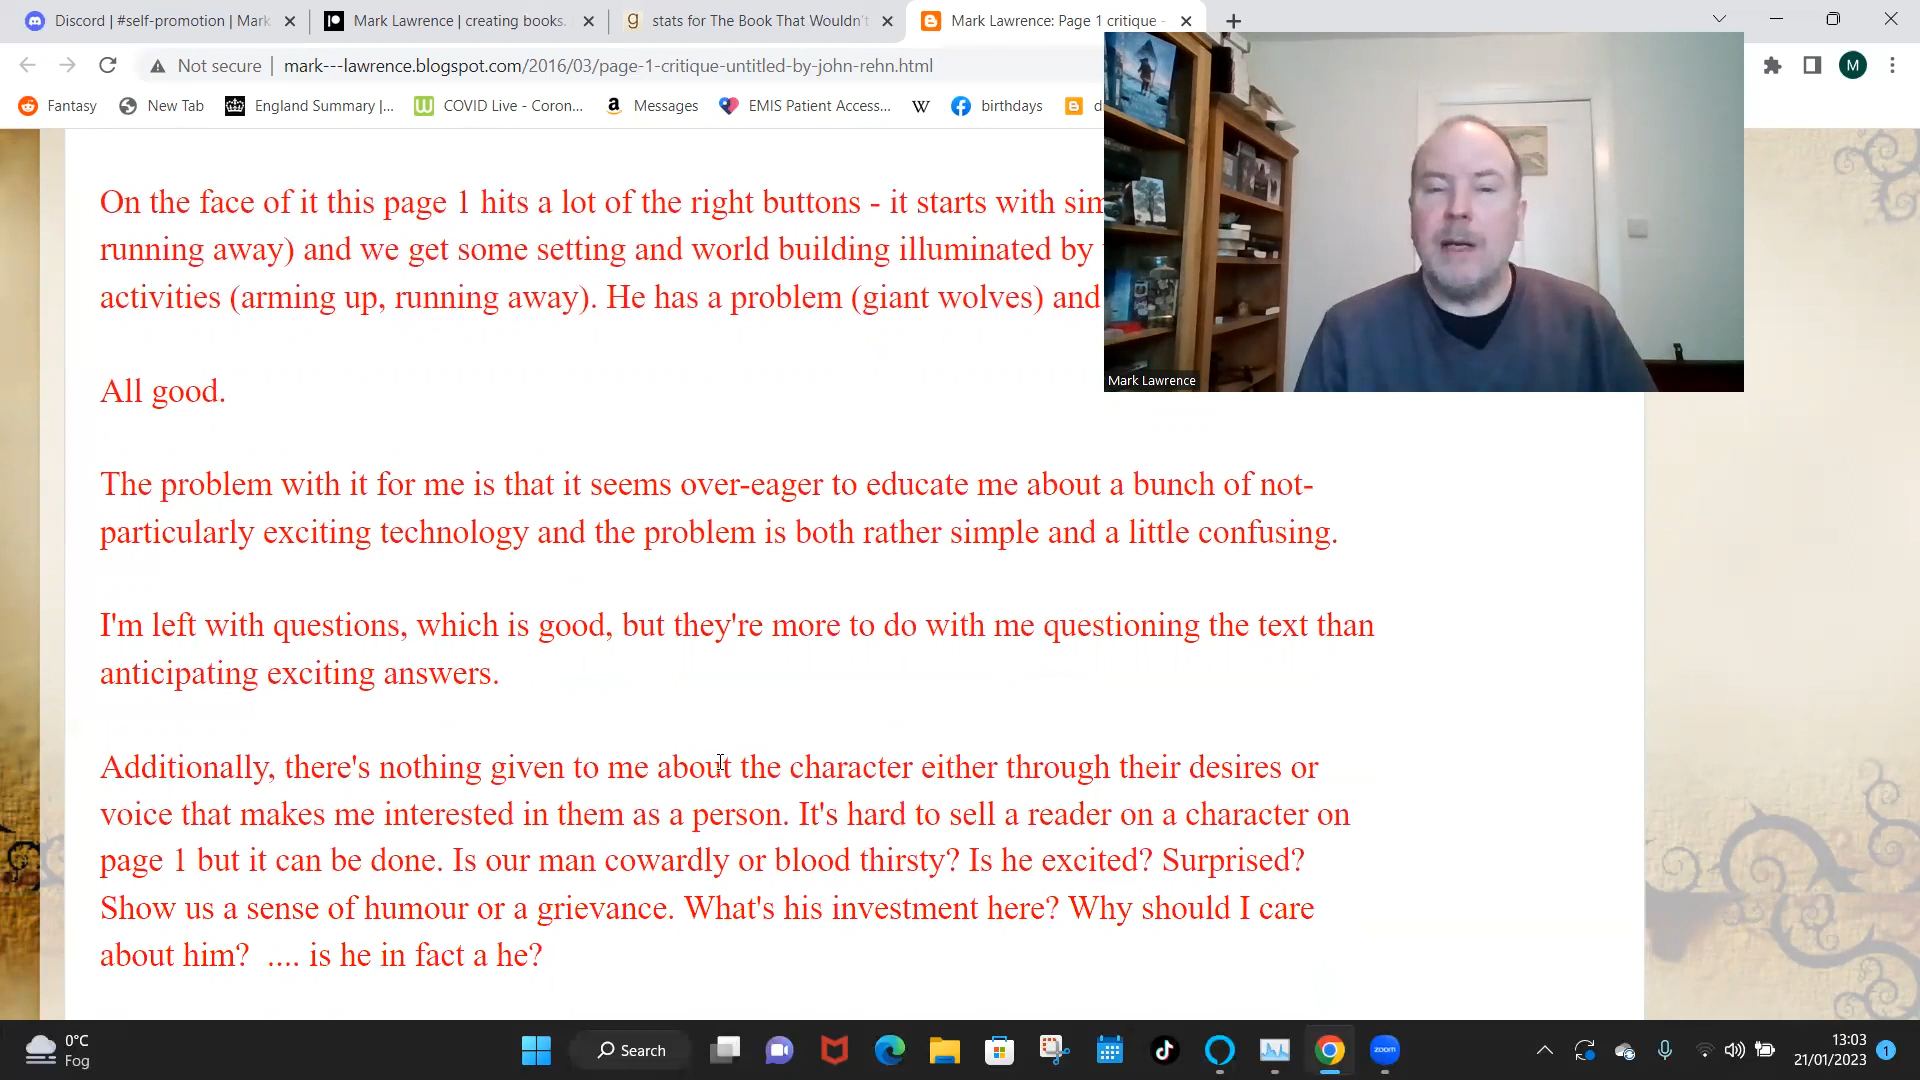 Discord | #self-promotion | Mark
Mark Lawrence | creating books.
stats for The Book That Wouldn't
Mark Lawrence: Page 1 critique -
Not secure | mark---lawrence.blogspot.com/2016/03/page-1-critique-untitled-by-john-rehn.html
M
Fantasy
New Tab
England Summary |...
COVID Live - Coron...
Messages
EMIS Patient Access...
W
birthdays
On the face of it this page 1 hits a lot of the right buttons - it starts with sim
running away) and we get some setting and world building illuminated by
activities (arming up, running away). He has a problem (giant wolves) and
Mark Lawrence
All good.
The problem with it for me is that it seems over-eager to educate me about a bunch of not-
particularly exciting technology and the problem is both rather simple and a little confusing.
I'm left with questions, which is good, but they're more to do with me questioning the text than
anticipating exciting answers.
Additionally, there's nothing given to me about the character either through their desires or
voice that makes me interested in them as a person. It's hard to sell a reader on a character on
page 1 but it can be done. Is our man cowardly or blood thirsty? Is he excited? Surprised?
Show us a sense of humour or a grievance. What's his investment here? Why should I care
about him? .... is he in fact a he?
0°C
Fog
Search
zoom
13:03
21/01/2023
1